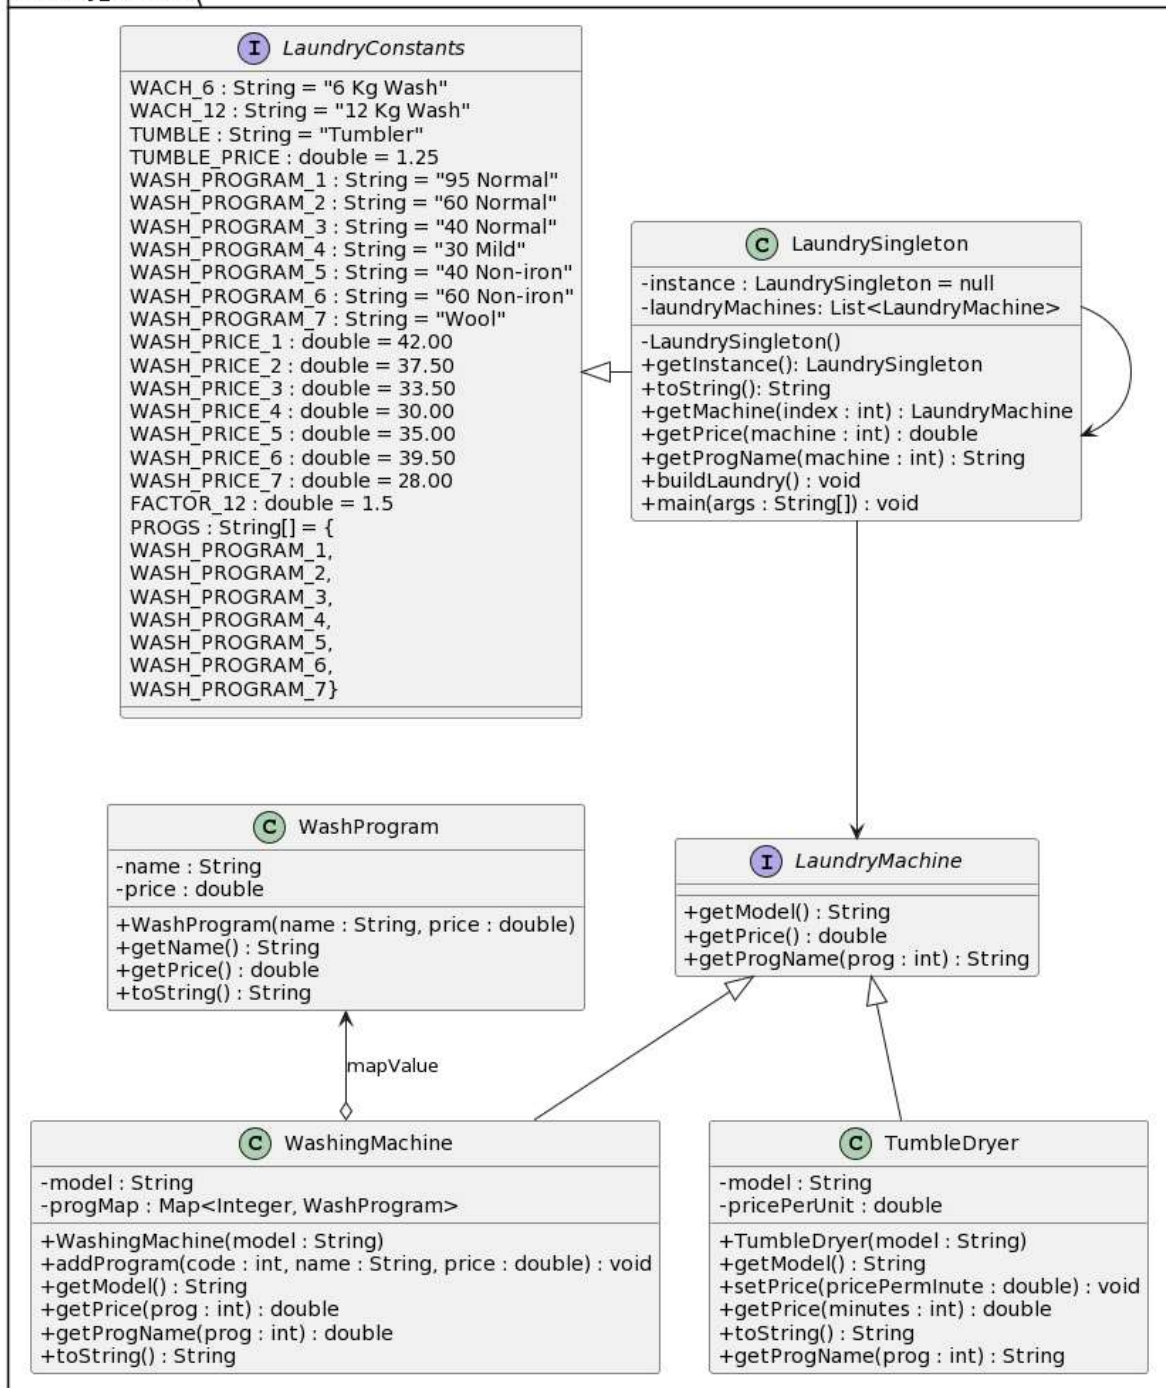 I LaundryConstants
WACH_6 : String = "6 Kg Wash"
WACH_12 : String = "12 Kg Wash"
TUMBLE : String = "Tumbler"
TUMBLE_PRICE : double = 1.25
WASH_PROGRAM_1 : String = "95 Normal"
WASH_PROGRAM_2 : String = "60 Normal"
WASH_PROGRAM_3 : String = "40 Normal"
WASH_PROGRAM_4 : String = "30 Mild"
WASH_PROGRAM_5 : String = "40 Non-iron"
WASH_PROGRAM_6 : String = "60 Non-iron"
WASH_PROGRAM_7 : String = "Wool"
WASH_PRICE_1 : double = 42.00
WASH_PRICE_2 : double = 37.50
WASH_PRICE_3 : double = 33.50
WASH_PRICE_4 : double = 30.00
WASH_PRICE_5 : double = 35.00
WASH_PRICE_6 : double = 39.50
WASH_PRICE_7 : double = 28.00
FACTOR_12 : double = 1.5
PROGS : String[] = {
WASH_PROGRAM_1,
WASH_PROGRAM_2,
WASH_PROGRAM_3,
WASH_PROGRAM_4,
WASH_PROGRAM_5,
WASH_PROGRAM_6,
WASH_PROGRAM_7}
C LaundrySingleton
-instance : LaundrySingleton = null
-laundryMachines: List<LaundryMachine>
-LaundrySingleton()
+getInstance(): LaundrySingleton
+toString(): String
+getMachine(index : int) : LaundryMachine
+getPrice(machine : int) : double
+getProgName(machine : int) : String
+buildLaundry() : void
+main(args : String[]) : void
C WashProgram
-name : String
-price : double
+WashProgram(name : String, price : double)
+getName() : String
+getPrice() : double
+toString() : String
I LaundryMachine
+getModel() : String
+getPrice() : double
+getProgName(prog : int) : String
mapValue
C WashingMachine
-model : String
-progMap : Map<Integer, WashProgram>
+WashingMachine(model : String)
+addProgram(code : int, name : String, price : double) : void
+getModel() : String
+getPrice(prog : int) : double
+getProgName(prog : int) : double
+toString() : String
C TumbleDryer
-model : String
-pricePerUnit : double
+TumbleDryer(model : String)
+getModel() : String
+setPrice(pricePermInute : double) : void
+getPrice(minutes : int) : double
+toString() : String
+getProgName(prog : int) : String